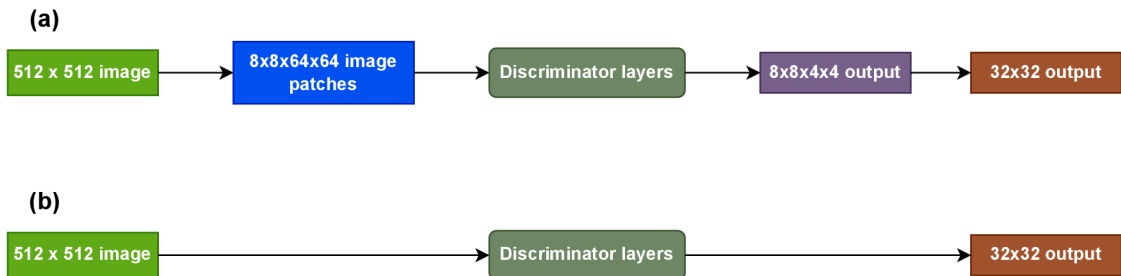 (a)
512 x 512 image
8x8x64x64 image
patches
Discriminator layers
8x8x4x4 output
32x32 output
(b)
512 x 512 image
Discriminator layers
32x32 output